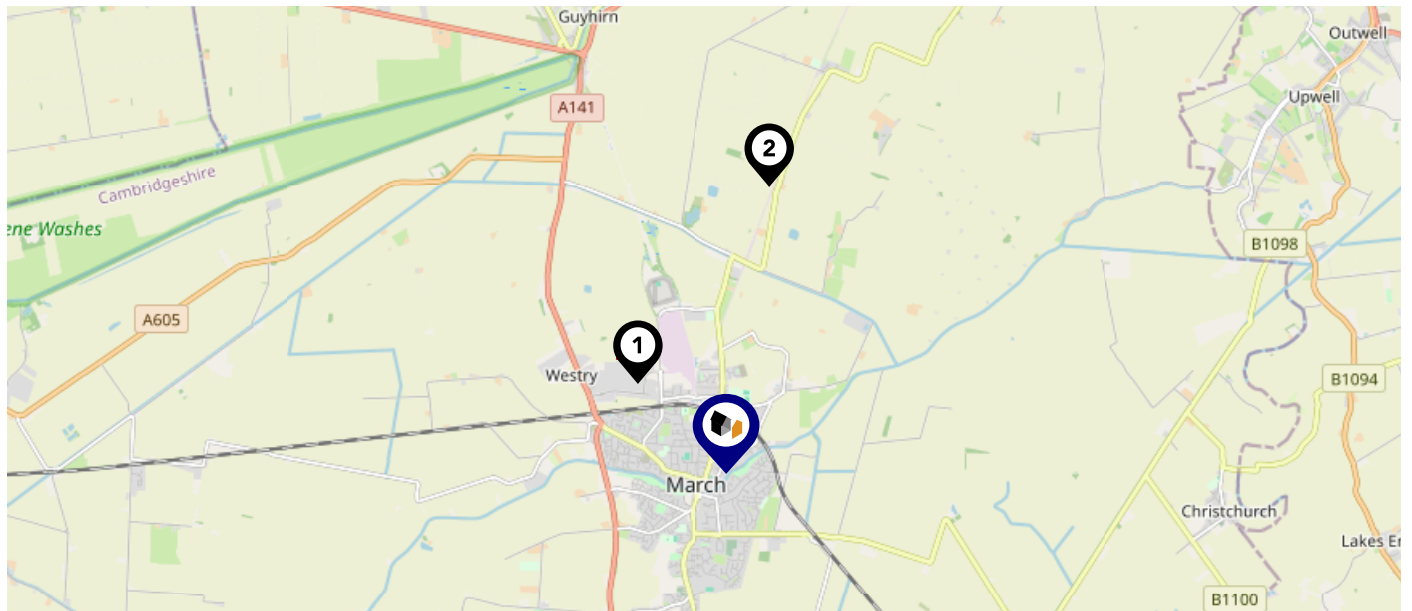 Guyhirn
Outwell
Upwell
A141
2
Cambridgeshire
ene Washes
B1098
A605
1
Westry
B1094
March
Christchurch
Lakes En
B1100